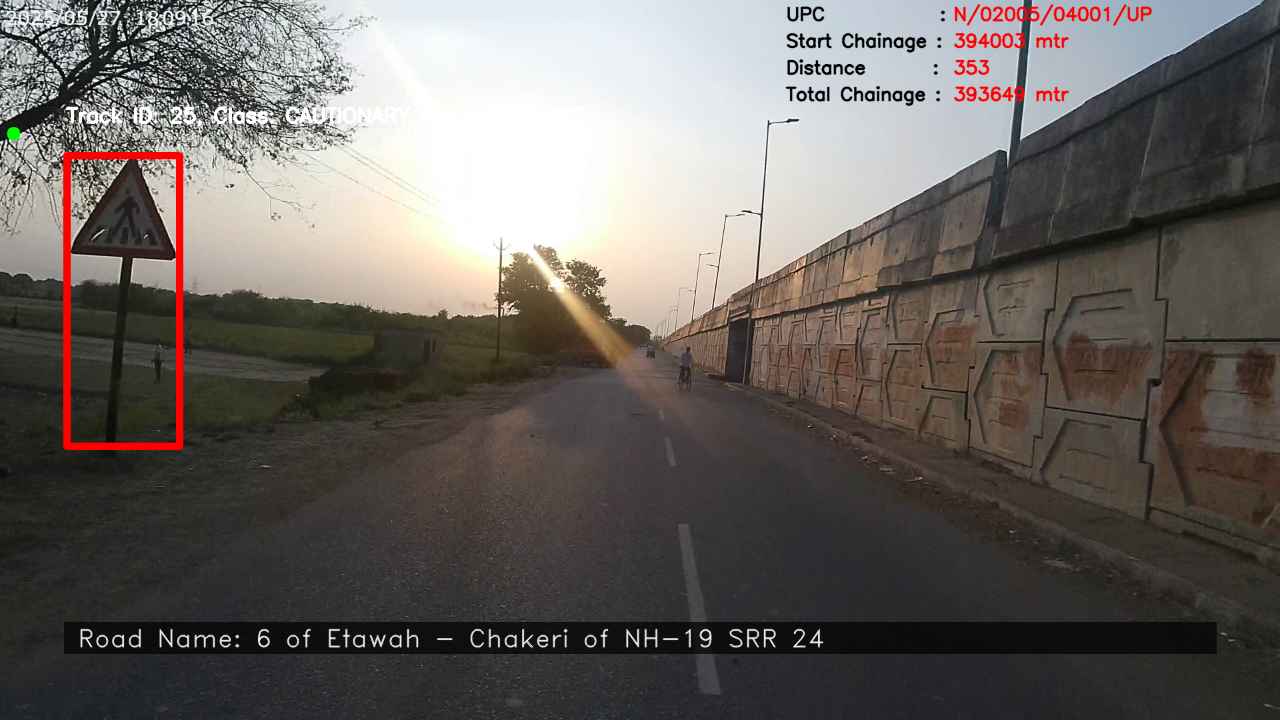 2025/05/27, 18:09:16
UPC : N/02005/04001/UP
Start Chainage : 394003 mtr
Distance : 353
Total Chainage : 393649 mtr
Track ID: 25, Class: CAUTIONARY
Road Name: 6 of Etawah - Chakeri of NH-19 SRR 24